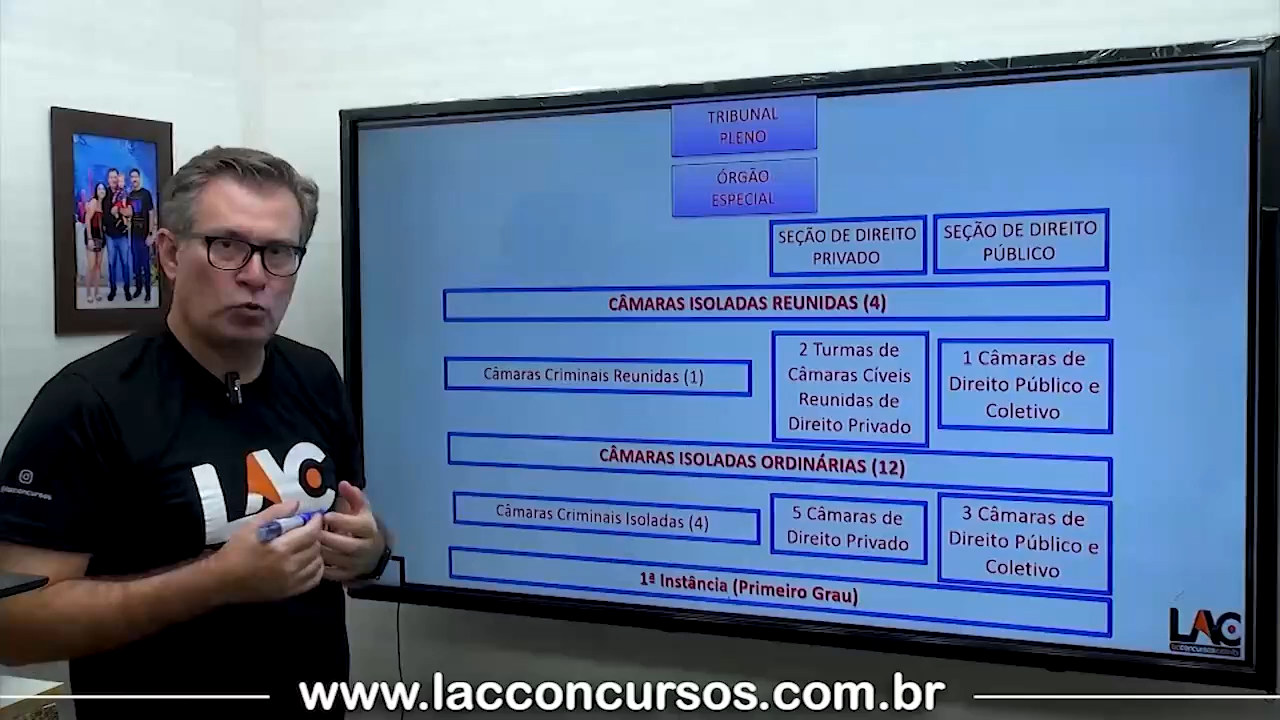 TRIBUNAL
PLENO
ÓRGÃO
ESPECIAL
SEÇÃO DE DIREITO
PRIVADO
SEÇÃO DE DIREITO
PÚBLICO
CÂMARAS ISOLADAS REUNIDAS (4)
Câmaras Criminais Reunidas (1)
2 Turmas de
Câmaras Cíveis
Reunidas de
Direito Privado
1 Câmaras de
Direito Público e
Coletivo
CÂMARAS ISOLADAS ORDINÁRIAS (12)
Câmaras Criminais Isoladas (4)
5 Câmaras de
Direito Privado
3 Câmaras de
Direito Público e
Coletivo
1ª Instância (Primeiro Grau)
LAC
LAC
@lacconcursos
www.lacconcursos.com.br